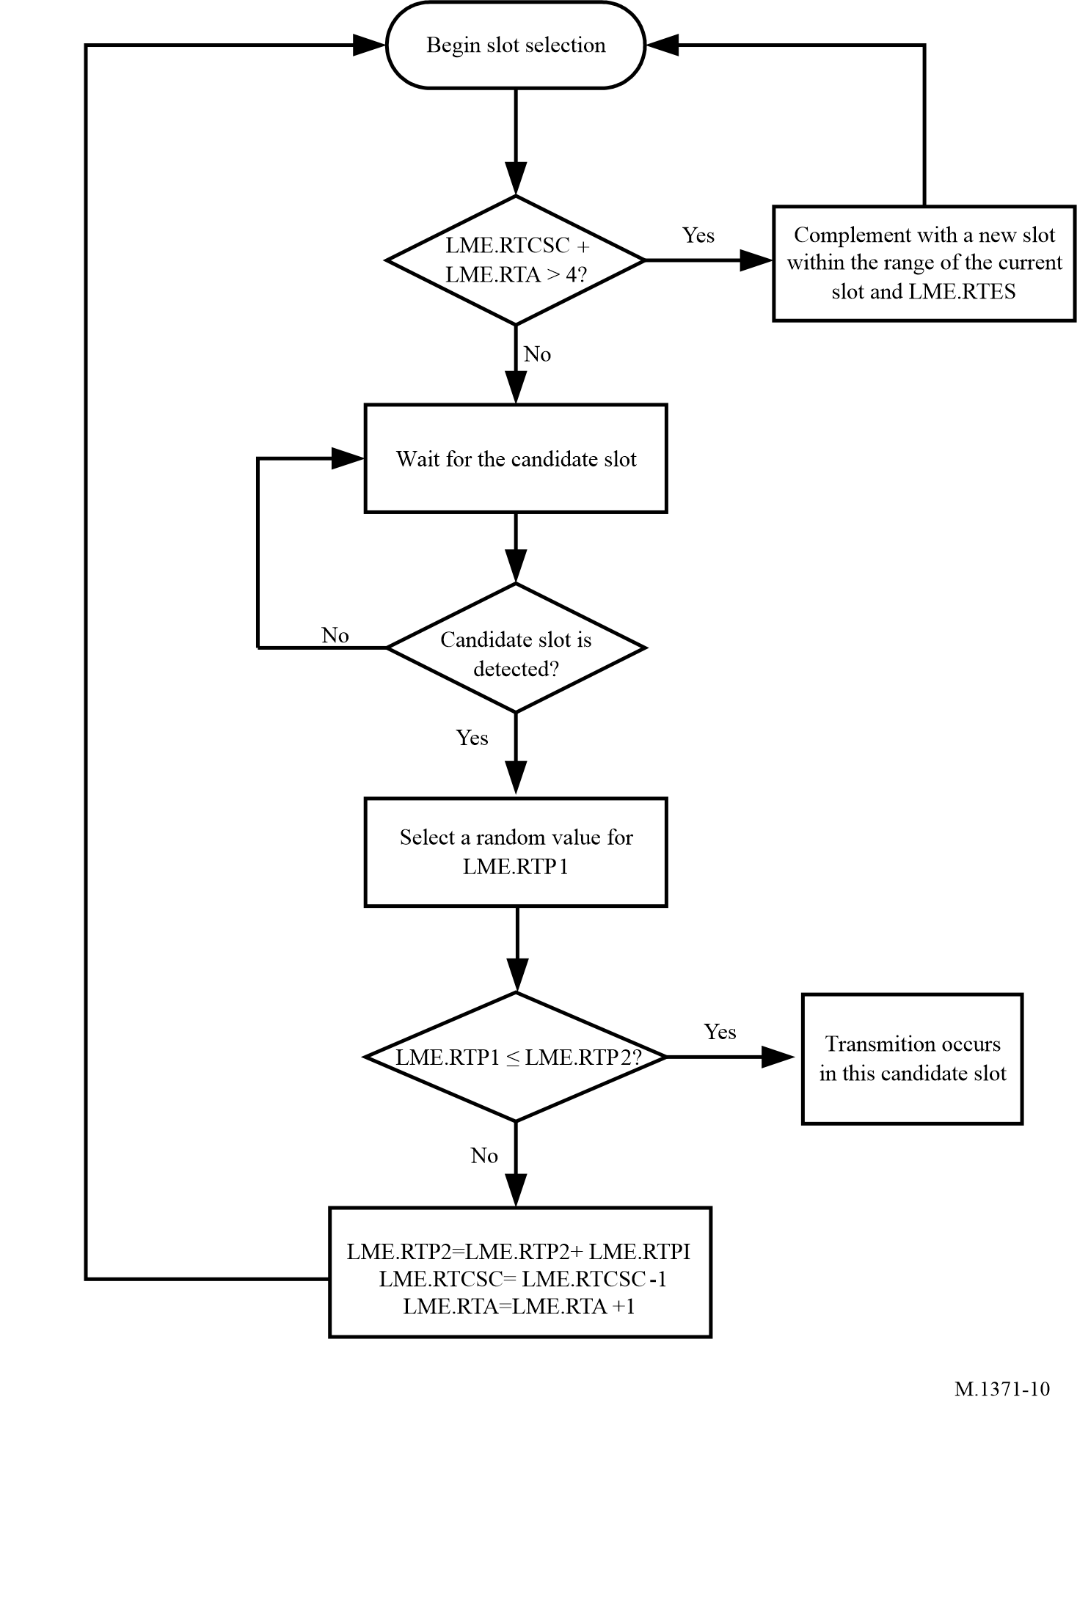 Begin slot selection
LME.RTCSC +
LME.RTA > 4?
Yes
Complement with a new slot
within the range of the current
slot and LME.RTES
No
Wait for the candidate slot
Candidate slot is
detected?
No
Yes
Select a random value for
LME.RTP1
LME.RTP1 ≤ LME.RTP2?
Yes
Transmition occurs
in this candidate slot
No
LME.RTP2=LME.RTP2+ LME.RTPI
LME.RTCSC= LME.RTCSC -1
LME.RTA=LME.RTA +1
M.1371-10